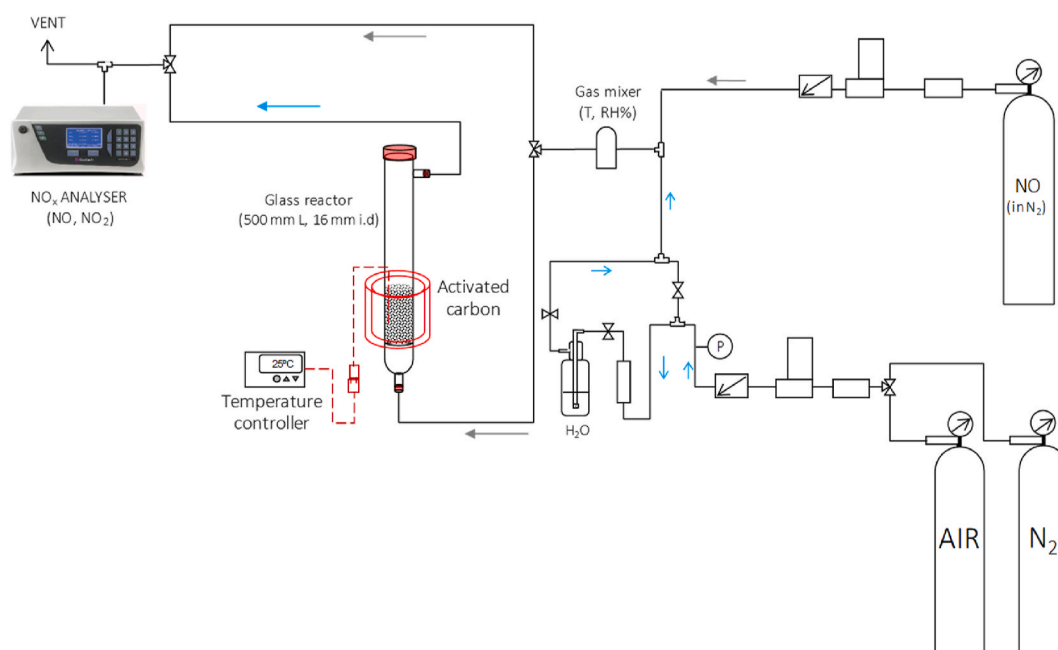 VENT
NOₓ ANALYSER
(NO, NO₂)
Glass reactor
(500 mm L, 16 mm i.d)
Activated
carbon
25ºC
Temperature
controller
Gas mixer
(T, RH%)
H₂O
P
NO
(in N₂)
AIR
N₂